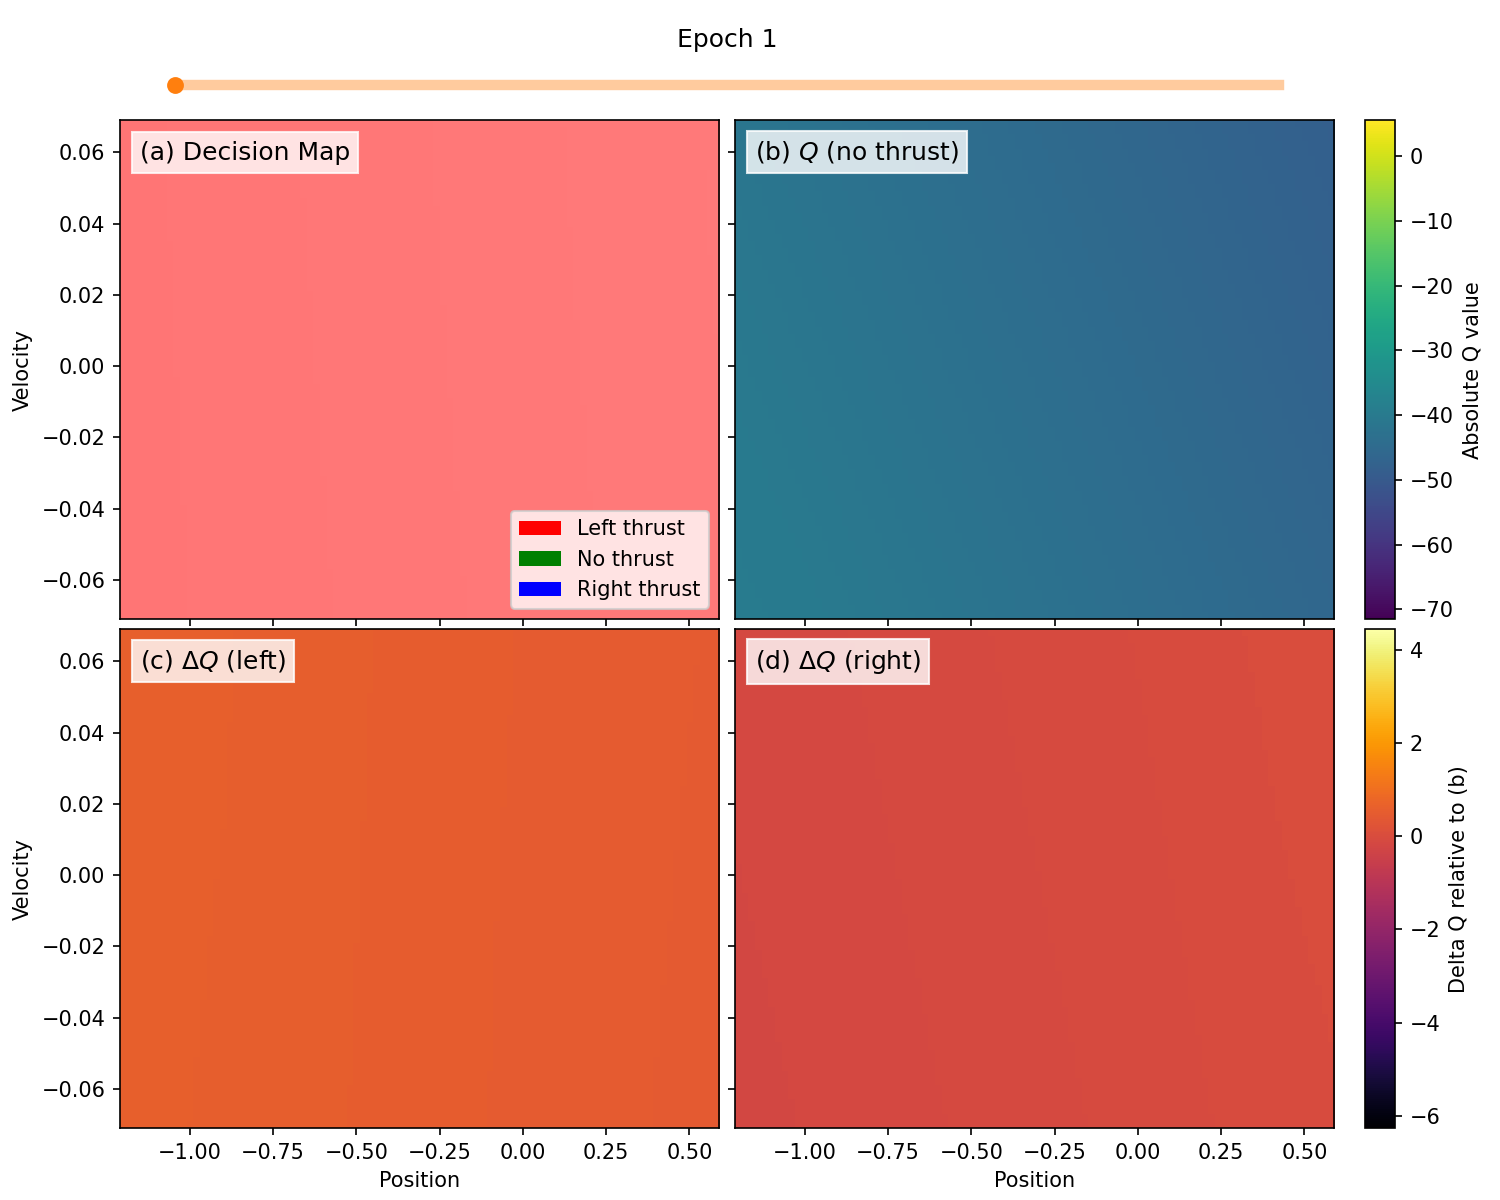 Epoch 1
(a) Decision Map
(b) Q (no thrust)
0.06
0.04
0.02
0.00
−0.02
−0.04
−0.06
Velocity
Left thrust
No thrust
Right thrust
0
−10
−20
−30
−40
−50
−60
−70
Absolute Q value
(c) ΔQ (left)
(d) ΔQ (right)
0.06
0.04
0.02
0.00
−0.02
−0.04
−0.06
Velocity
4
2
0
−2
−4
−6
Delta Q relative to (b)
−1.00 −0.75 −0.50 −0.25 0.00 0.25 0.50
Position
−1.00 −0.75 −0.50 −0.25 0.00 0.25 0.50
Position